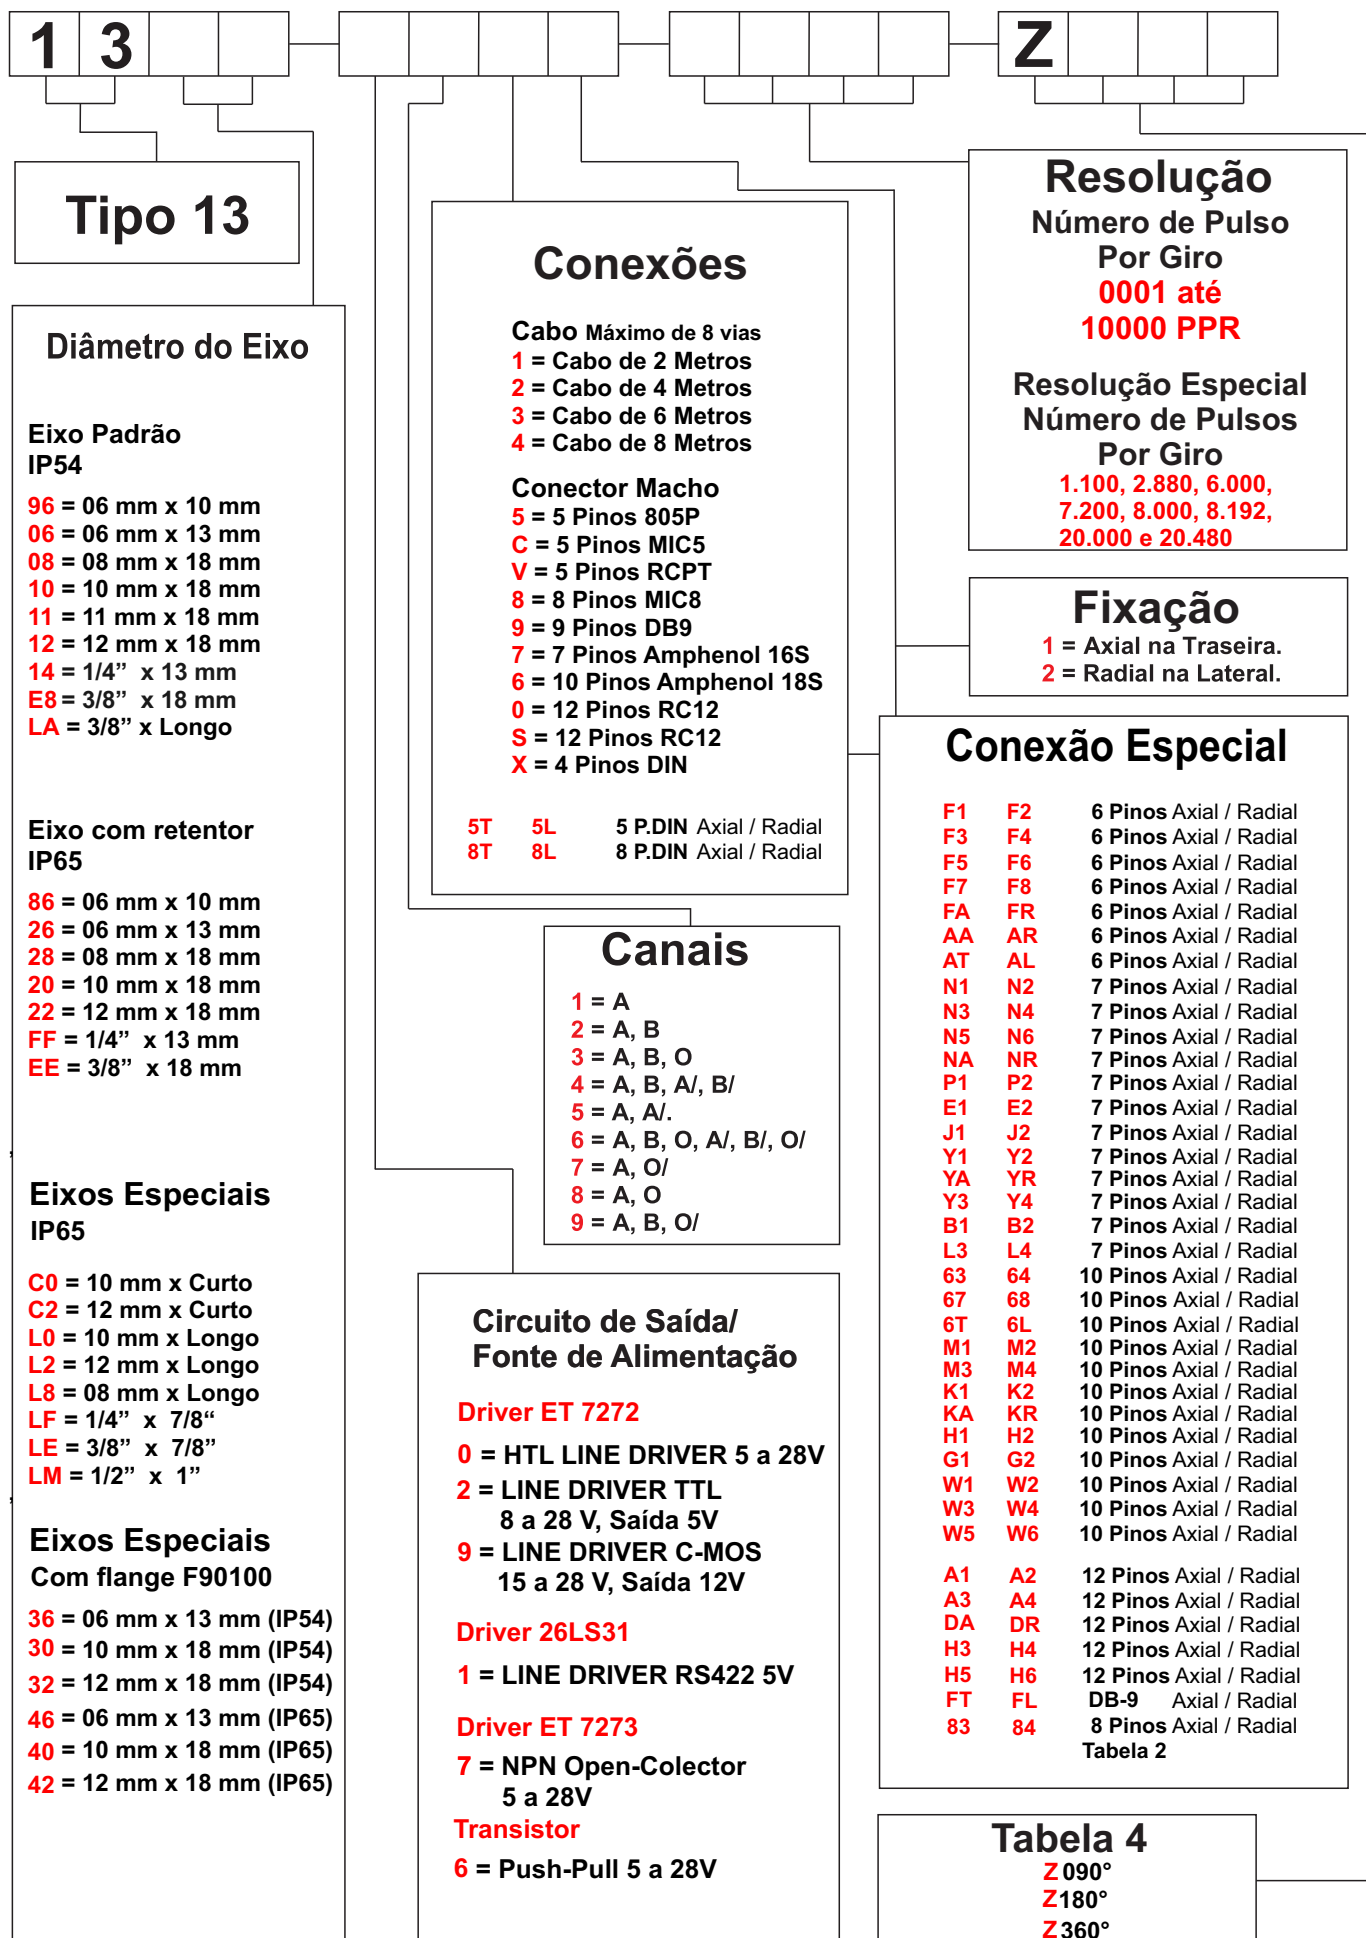 1 3
Z
Tipo 13
Diâmetro do Eixo
Eixo Padrão
IP54
96 = 06 mm x 10 mm
06 = 06 mm x 13 mm
08 = 08 mm x 18 mm
10 = 10 mm x 18 mm
11 = 11 mm x 18 mm
12 = 12 mm x 18 mm
14 = 1/4” x 13 mm
E8 = 3/8” x 18 mm
LA = 3/8” x Longo
Eixo com retentor
IP65
86 = 06 mm x 10 mm
26 = 06 mm x 13 mm
28 = 08 mm x 18 mm
20 = 10 mm x 18 mm
22 = 12 mm x 18 mm
FF = 1/4” x 13 mm
EE = 3/8” x 18 mm
,
Eixos Especiais
IP65
C0 = 10 mm x Curto
C2 = 12 mm x Curto
L0 = 10 mm x Longo
L2 = 12 mm x Longo
L8 = 08 mm x Longo
LF = 1/4” x 7/8“
LE = 3/8” x 7/8”
LM = 1/2” x 1”
,
Eixos Especiais
Com flange F90100
36 = 06 mm x 13 mm (IP54)
30 = 10 mm x 18 mm (IP54)
32 = 12 mm x 18 mm (IP54)
46 = 06 mm x 13 mm (IP65)
40 = 10 mm x 18 mm (IP65)
42 = 12 mm x 18 mm (IP65)
Conexões
Cabo Máximo de 8 vias
1 = Cabo de 2 Metros
2 = Cabo de 4 Metros
3 = Cabo de 6 Metros
4 = Cabo de 8 Metros
Conector Macho
5 = 5 Pinos 805P
C = 5 Pinos MIC5
V = 5 Pinos RCPT
8 = 8 Pinos MIC8
9 = 9 Pinos DB9
7 = 7 Pinos Amphenol 16S
6 = 10 Pinos Amphenol 18S
0 = 12 Pinos RC12
S = 12 Pinos RC12
X = 4 Pinos DIN
5T 5L 5 P.DIN Axial / Radial
8T 8L 8 P.DIN Axial / Radial
Canais
1 = A
2 = A, B
3 = A, B, O
4 = A, B, A/, B/
5 = A, A/.
6 = A, B, O, A/, B/, O/
7 = A, O/
8 = A, O
9 = A, B, O/
Circuito de Saída/
Fonte de Alimentação
Driver ET 7272
0 = HTL LINE DRIVER 5 a 28V
2 = LINE DRIVER TTL
8 a 28 V, Saída 5V
9 = LINE DRIVER C-MOS
15 a 28 V, Saída 12V
Driver 26LS31
1 = LINE DRIVER RS422 5V
Driver ET 7273
7 = NPN Open-Colector
5 a 28V
Transistor
6 = Push-Pull 5 a 28V
Resolução
Número de Pulso
Por Giro
0001 até
10000 PPR
Resolução Especial
Número de Pulsos
Por Giro
1.100, 2.880, 6.000,
7.200, 8.000, 8.192,
20.000 e 20.480
Fixação
1 = Axial na Traseira.
2 = Radial na Lateral.
Conexão Especial
F1 F2 6 Pinos Axial / Radial
F3 F4 6 Pinos Axial / Radial
F5 F6 6 Pinos Axial / Radial
F7 F8 6 Pinos Axial / Radial
FA FR 6 Pinos Axial / Radial
AA AR 6 Pinos Axial / Radial
AT AL 6 Pinos Axial / Radial
N1 N2 7 Pinos Axial / Radial
N3 N4 7 Pinos Axial / Radial
N5 N6 7 Pinos Axial / Radial
NA NR 7 Pinos Axial / Radial
P1 P2 7 Pinos Axial / Radial
E1 E2 7 Pinos Axial / Radial
J1 J2 7 Pinos Axial / Radial
Y1 Y2 7 Pinos Axial / Radial
YA YR 7 Pinos Axial / Radial
Y3 Y4 7 Pinos Axial / Radial
B1 B2 7 Pinos Axial / Radial
L3 L4 7 Pinos Axial / Radial
63 64 10 Pinos Axial / Radial
67 68 10 Pinos Axial / Radial
6T 6L 10 Pinos Axial / Radial
M1 M2 10 Pinos Axial / Radial
M3 M4 10 Pinos Axial / Radial
K1 K2 10 Pinos Axial / Radial
KA KR 10 Pinos Axial / Radial
H1 H2 10 Pinos Axial / Radial
G1 G2 10 Pinos Axial / Radial
W1 W2 10 Pinos Axial / Radial
W3 W4 10 Pinos Axial / Radial
W5 W6 10 Pinos Axial / Radial
A1 A2 12 Pinos Axial / Radial
A3 A4 12 Pinos Axial / Radial
DA DR 12 Pinos Axial / Radial
H3 H4 12 Pinos Axial / Radial
H5 H6 12 Pinos Axial / Radial
FT FL DB-9 Axial / Radial
83 84 8 Pinos Axial / Radial
Tabela 2
Tabela 4
Z 090°
Z180°
Z 360°